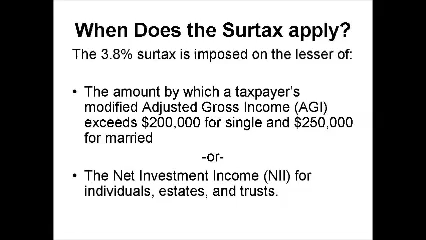 When Does the Surtax apply?
The 3.8% surtax is imposed on the lesser of:
• The amount by which a taxpayer's
modified Adjusted Gross Income (AGI)
exceeds $200,000 for single and $250,000
for married
-or-
• The Net Investment Income (NII) for
individuals, estates, and trusts.